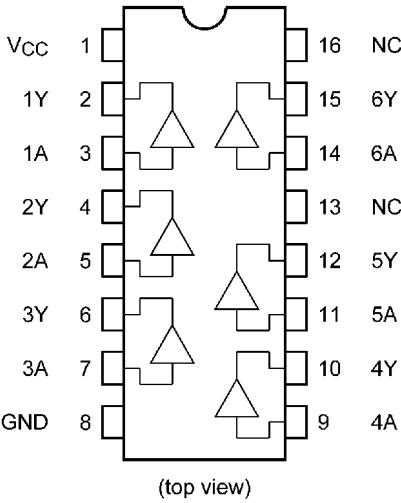 VCC 1 16 NC
1Y 2 15 6Y
1A 3 14 6A
2Y 4 13 NC
2A 5 12 5Y
3Y 6 11 5A
3A 7 10 4Y
GND 8 9 4A
(top view)